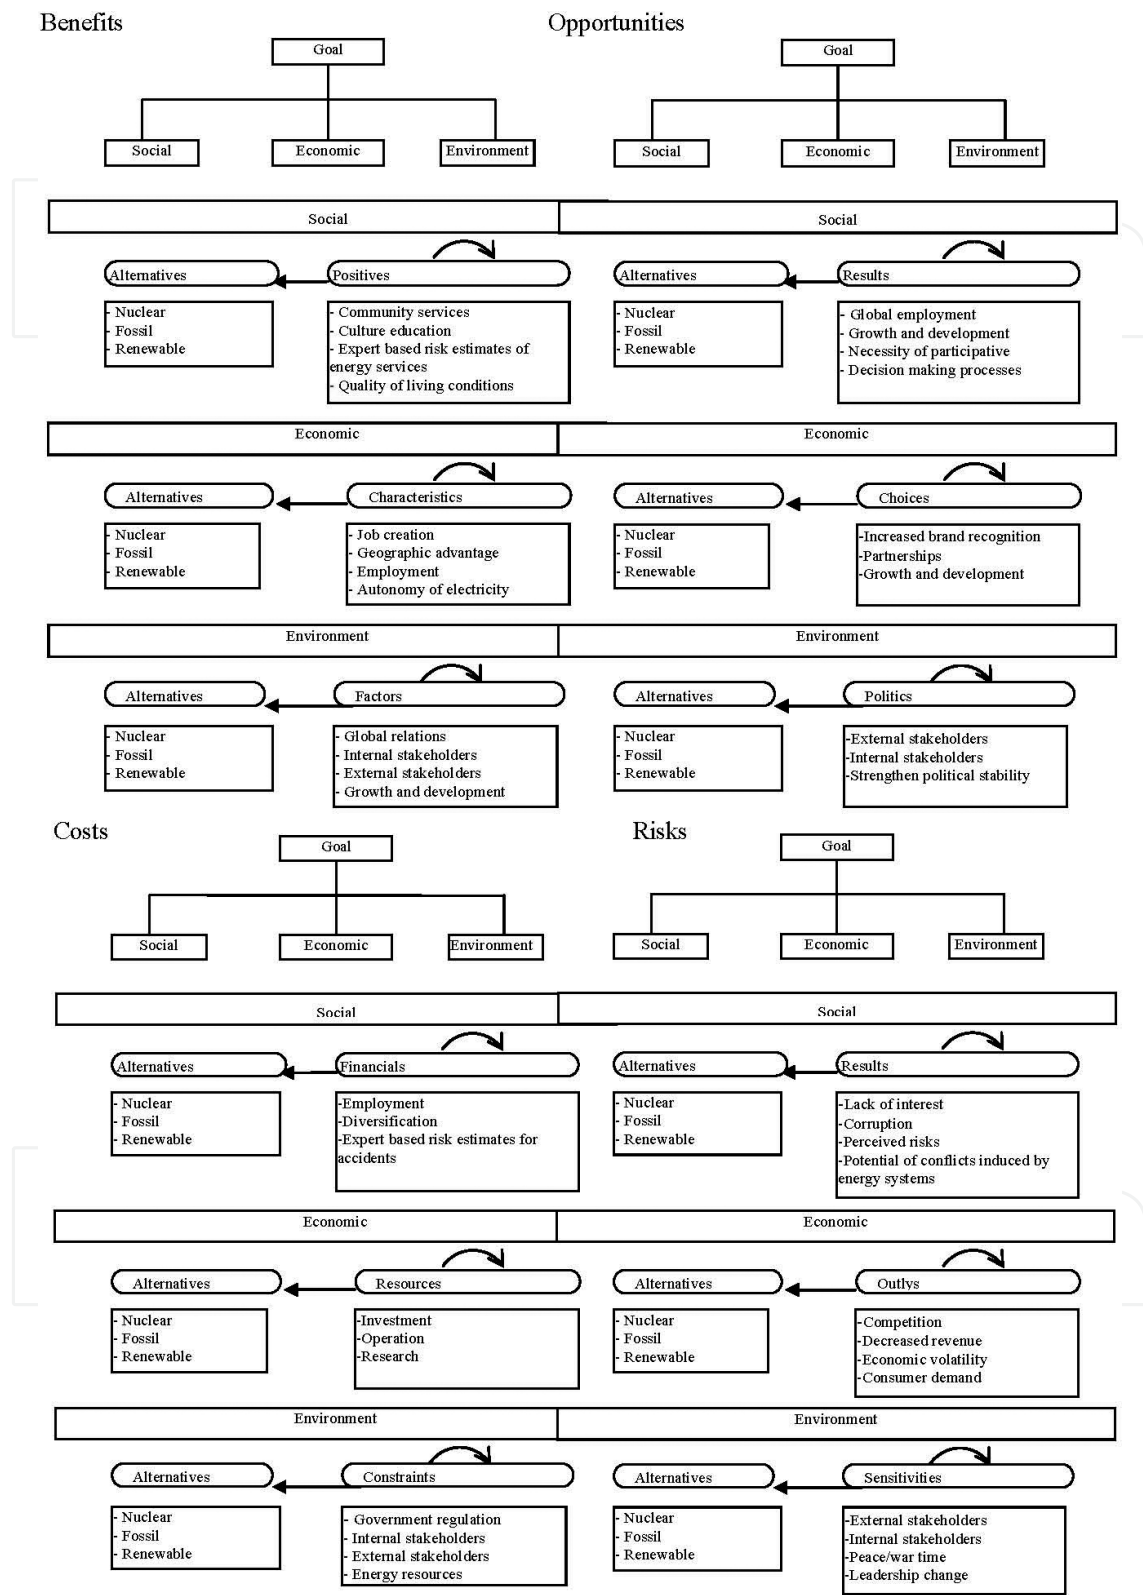 Benefits
Goal
Social
Economic
Environment
Social
Alternatives
- Nuclear
- Fossil
- Renewable
Positives
- Community services
- Culture education
- Expert based risk estimates of
energy services
- Quality of living conditions
Economic
Alternatives
- Nuclear
- Fossil
- Renewable
Characteristics
- Job creation
- Geographic advantage
- Employment
- Autonomy of electricity
Environment
Alternatives
- Nuclear
- Fossil
- Renewable
Factors
- Global relations
- Internal stakeholders
- External stakeholders
- Growth and development
Opportunities
Goal
Social
Economic
Environment
Social
Alternatives
- Nuclear
- Fossil
- Renewable
Results
- Global employment
- Growth and development
- Necessity of participative
- Decision making processes
Economic
Alternatives
- Nuclear
- Fossil
- Renewable
Choices
-Increased brand recognition
-Partnerships
-Growth and development
Environment
Alternatives
- Nuclear
- Fossil
- Renewable
Politics
-External stakeholders
-Internal stakeholders
-Strengthen political stability
Costs
Goal
Social
Economic
Environment
Social
Alternatives
- Nuclear
- Fossil
- Renewable
Financials
-Employment
-Diversification
-Expert based risk estimates for
accidents
Economic
Alternatives
- Nuclear
- Fossil
- Renewable
Resources
-Investment
-Operation
-Research
Environment
Alternatives
- Nuclear
- Fossil
- Renewable
Constraints
- Government regulation
- Internal stakeholders
- External stakeholders
- Energy resources
Risks
Goal
Social
Economic
Environment
Social
Alternatives
- Nuclear
- Fossil
- Renewable
Results
-Lack of interest
-Corruption
-Perceived risks
-Potential of conflicts induced by
energy systems
Economic
Alternatives
- Nuclear
- Fossil
- Renewable
Outlys
-Competition
-Decreased revenue
-Economic volatility
-Consumer demand
Environment
Alternatives
- Nuclear
- Fossil
- Renewable
Sensitivities
-External stakeholders
-Internal stakeholders
-Peace/war time
-Leadership change